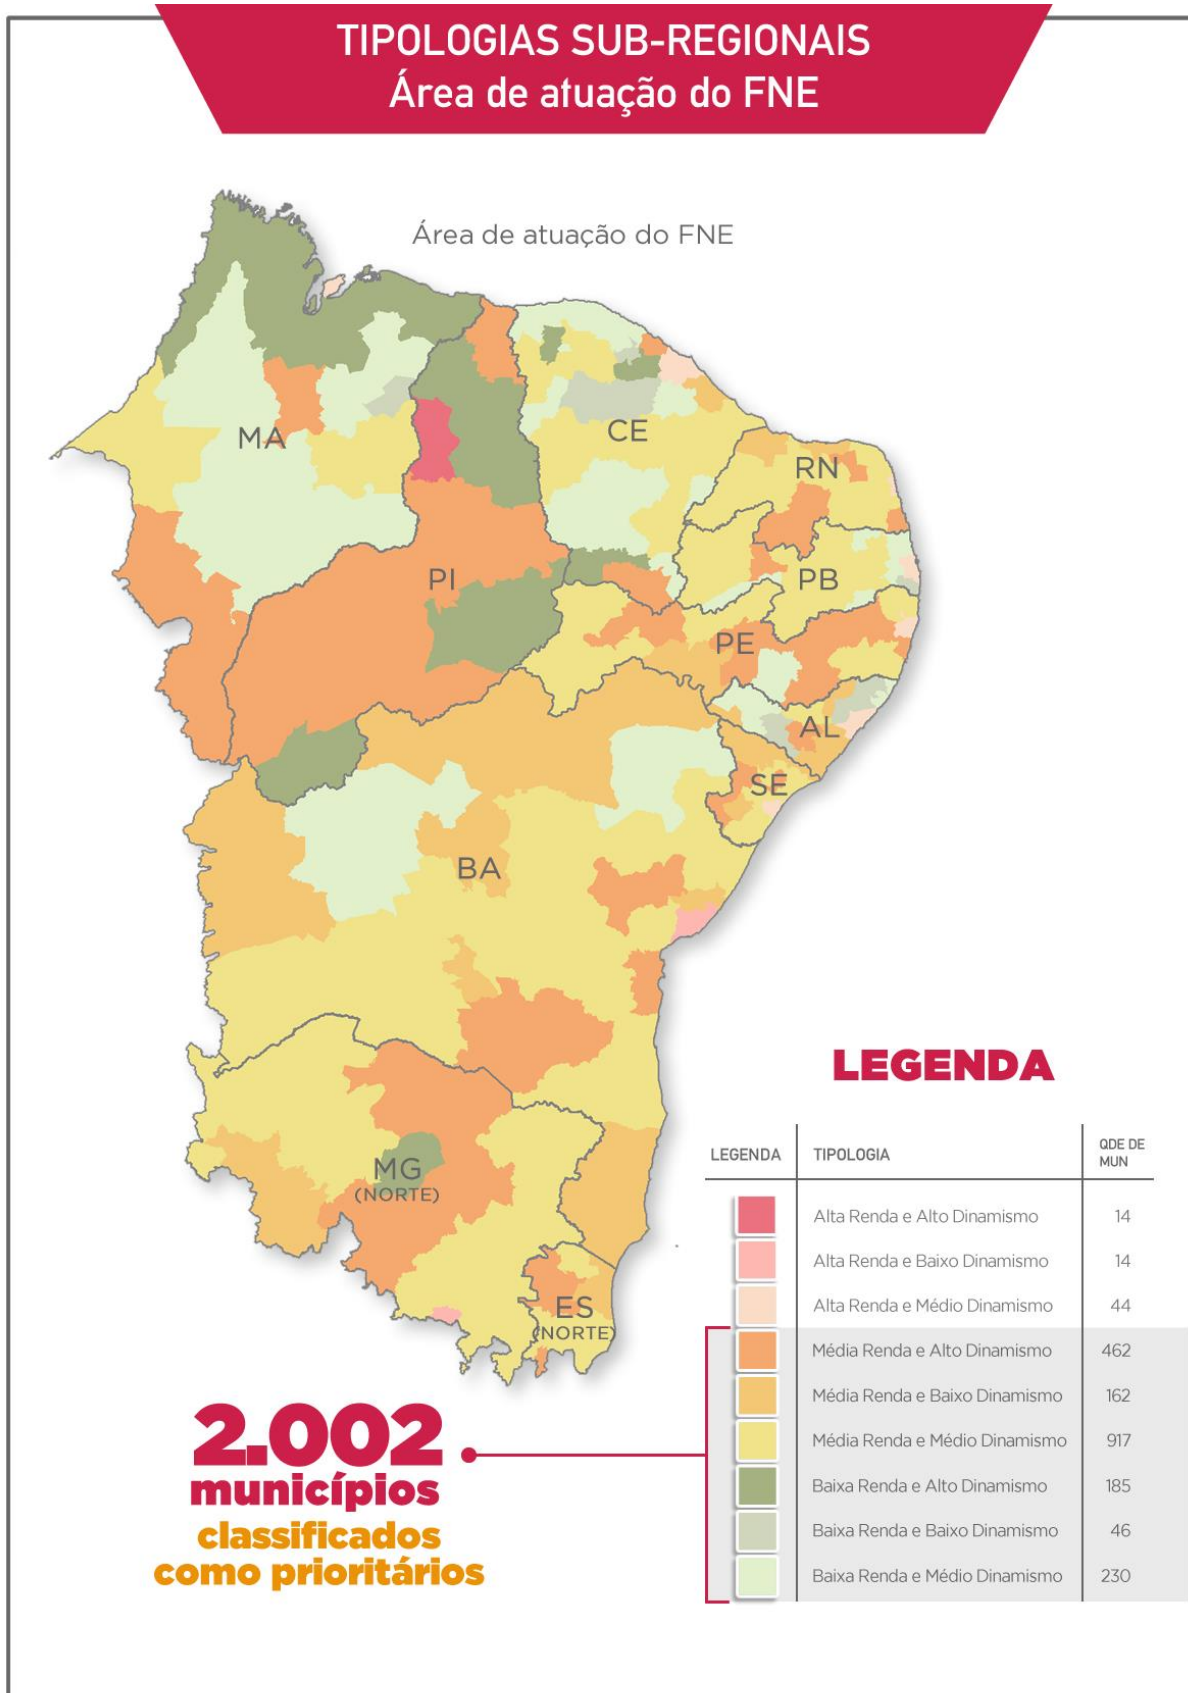 TIPOLOGIAS SUB-REGIONAIS
Área de atuação do FNE
Área de atuação do FNE
MA
CE
RN
PI
PB
PE
AL
SE
BA
MG
(NORTE)
ES
(NORTE)
LEGENDA
LEGENDA TIPOLOGIA QDE DE MUN
Alta Renda e Alto Dinamismo 14
Alta Renda e Baixo Dinamismo 14
Alta Renda e Médio Dinamismo 44
Média Renda e Alto Dinamismo 462
Média Renda e Baixo Dinamismo 162
Média Renda e Médio Dinamismo 917
Baixa Renda e Alto Dinamismo 185
Baixa Renda e Baixo Dinamismo 46
Baixa Renda e Médio Dinamismo 230
2.002
municípios
classificados
como prioritários